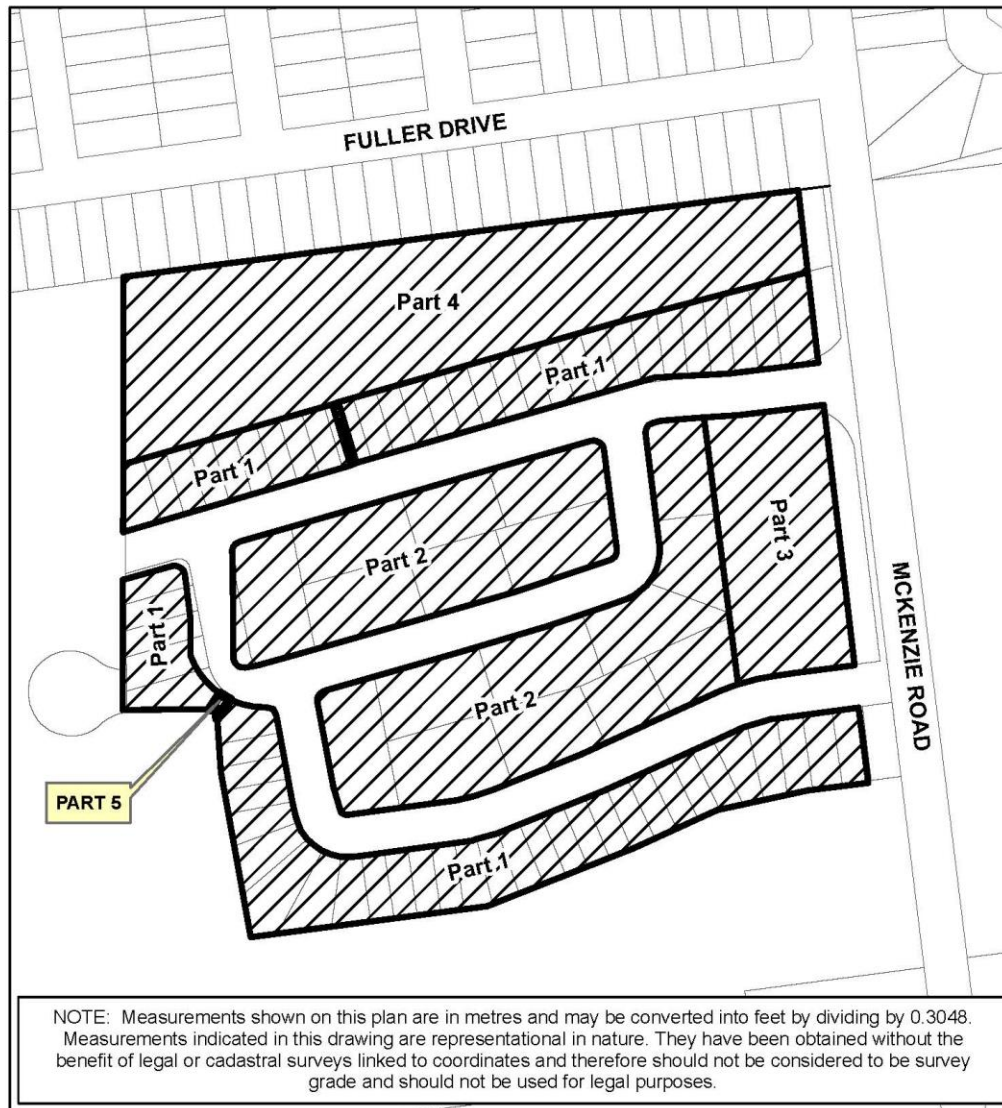 FULLER DRIVE
Part 4
Part 1
Part 1
Part 2
Part 3
Part 1
MCKENZIE ROAD
Part 2
PART 5
Part 1
NOTE: Measurements shown on this plan are in metres and may be converted into feet by dividing by 0.3048.
Measurements indicated in this drawing are representational in nature. They have been obtained without the
benefit of legal or cadastral surveys linked to coordinates and therefore should not be considered to be survey
grade and should not be used for legal purposes.